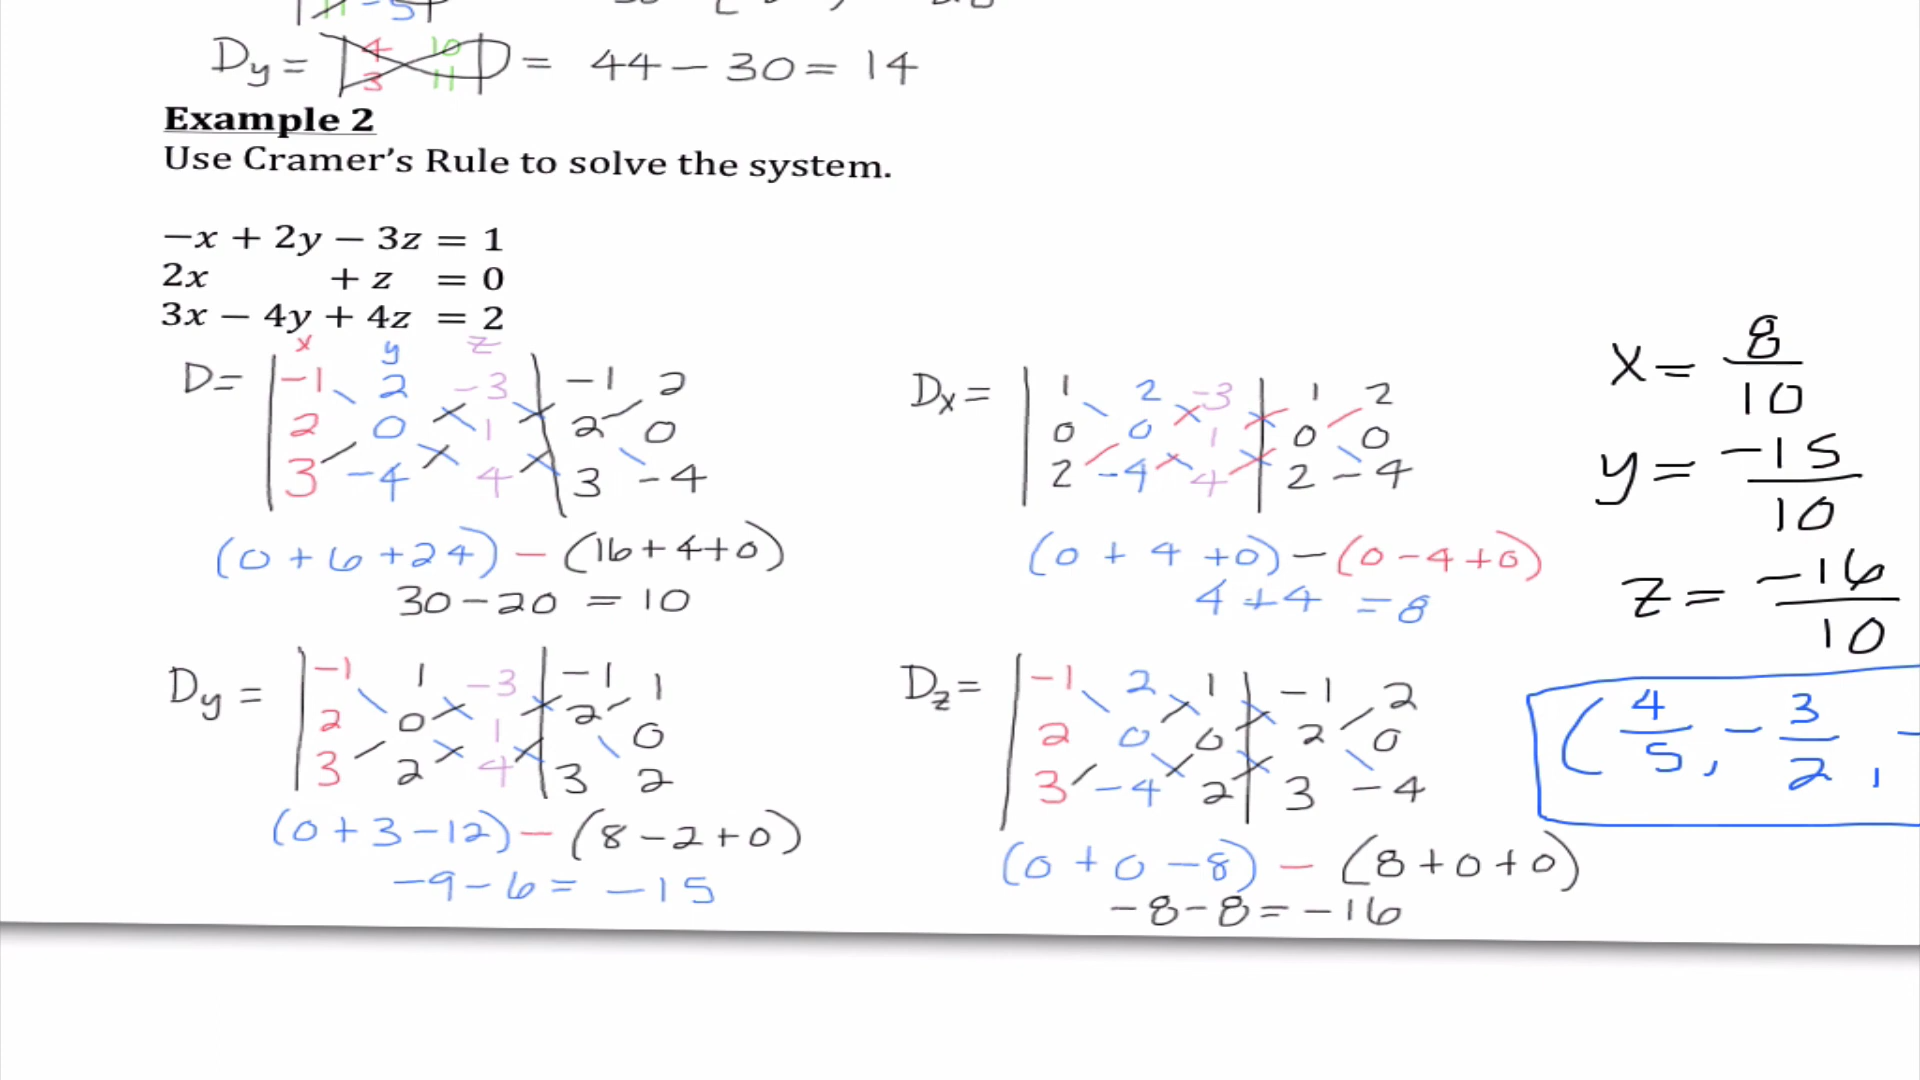 11 -5
Dy = | 4 10 | = 44 - 30 = 14
3 11
Example 2
Use Cramer's Rule to solve the system.
−x + 2y − 3z = 1
2x + z = 0
3x − 4y + 4z = 2
x y z
D = | -1 2 -3 | -1 2
2 0 1 | 2 0
3 -4 4 | 3 -4
(0 + 6 + 24) - (16 + 4 + 0)
30 - 20 = 10
Dx = | 1 2 -3 | 1 2
0 0 1 | 0 0
2 -4 4 | 2 -4
(0 + 4 + 0) - (0 - 4 + 0)
4 + 4 = 8
Dy = | -1 1 -3 | -1 1
2 0 1 | 2 0
3 2 4 | 3 2
(0 + 3 - 12) - (8 - 2 + 0)
-9 - 6 = -15
Dz = | -1 2 1 | -1 2
2 0 0 | 2 0
3 -4 2 | 3 -4
(0 + 0 - 8) - (8 + 0 + 0)
-8 - 8 = -16
x = 8/10
y = -15/10
z = -16/10
(4/5, -3/2, -